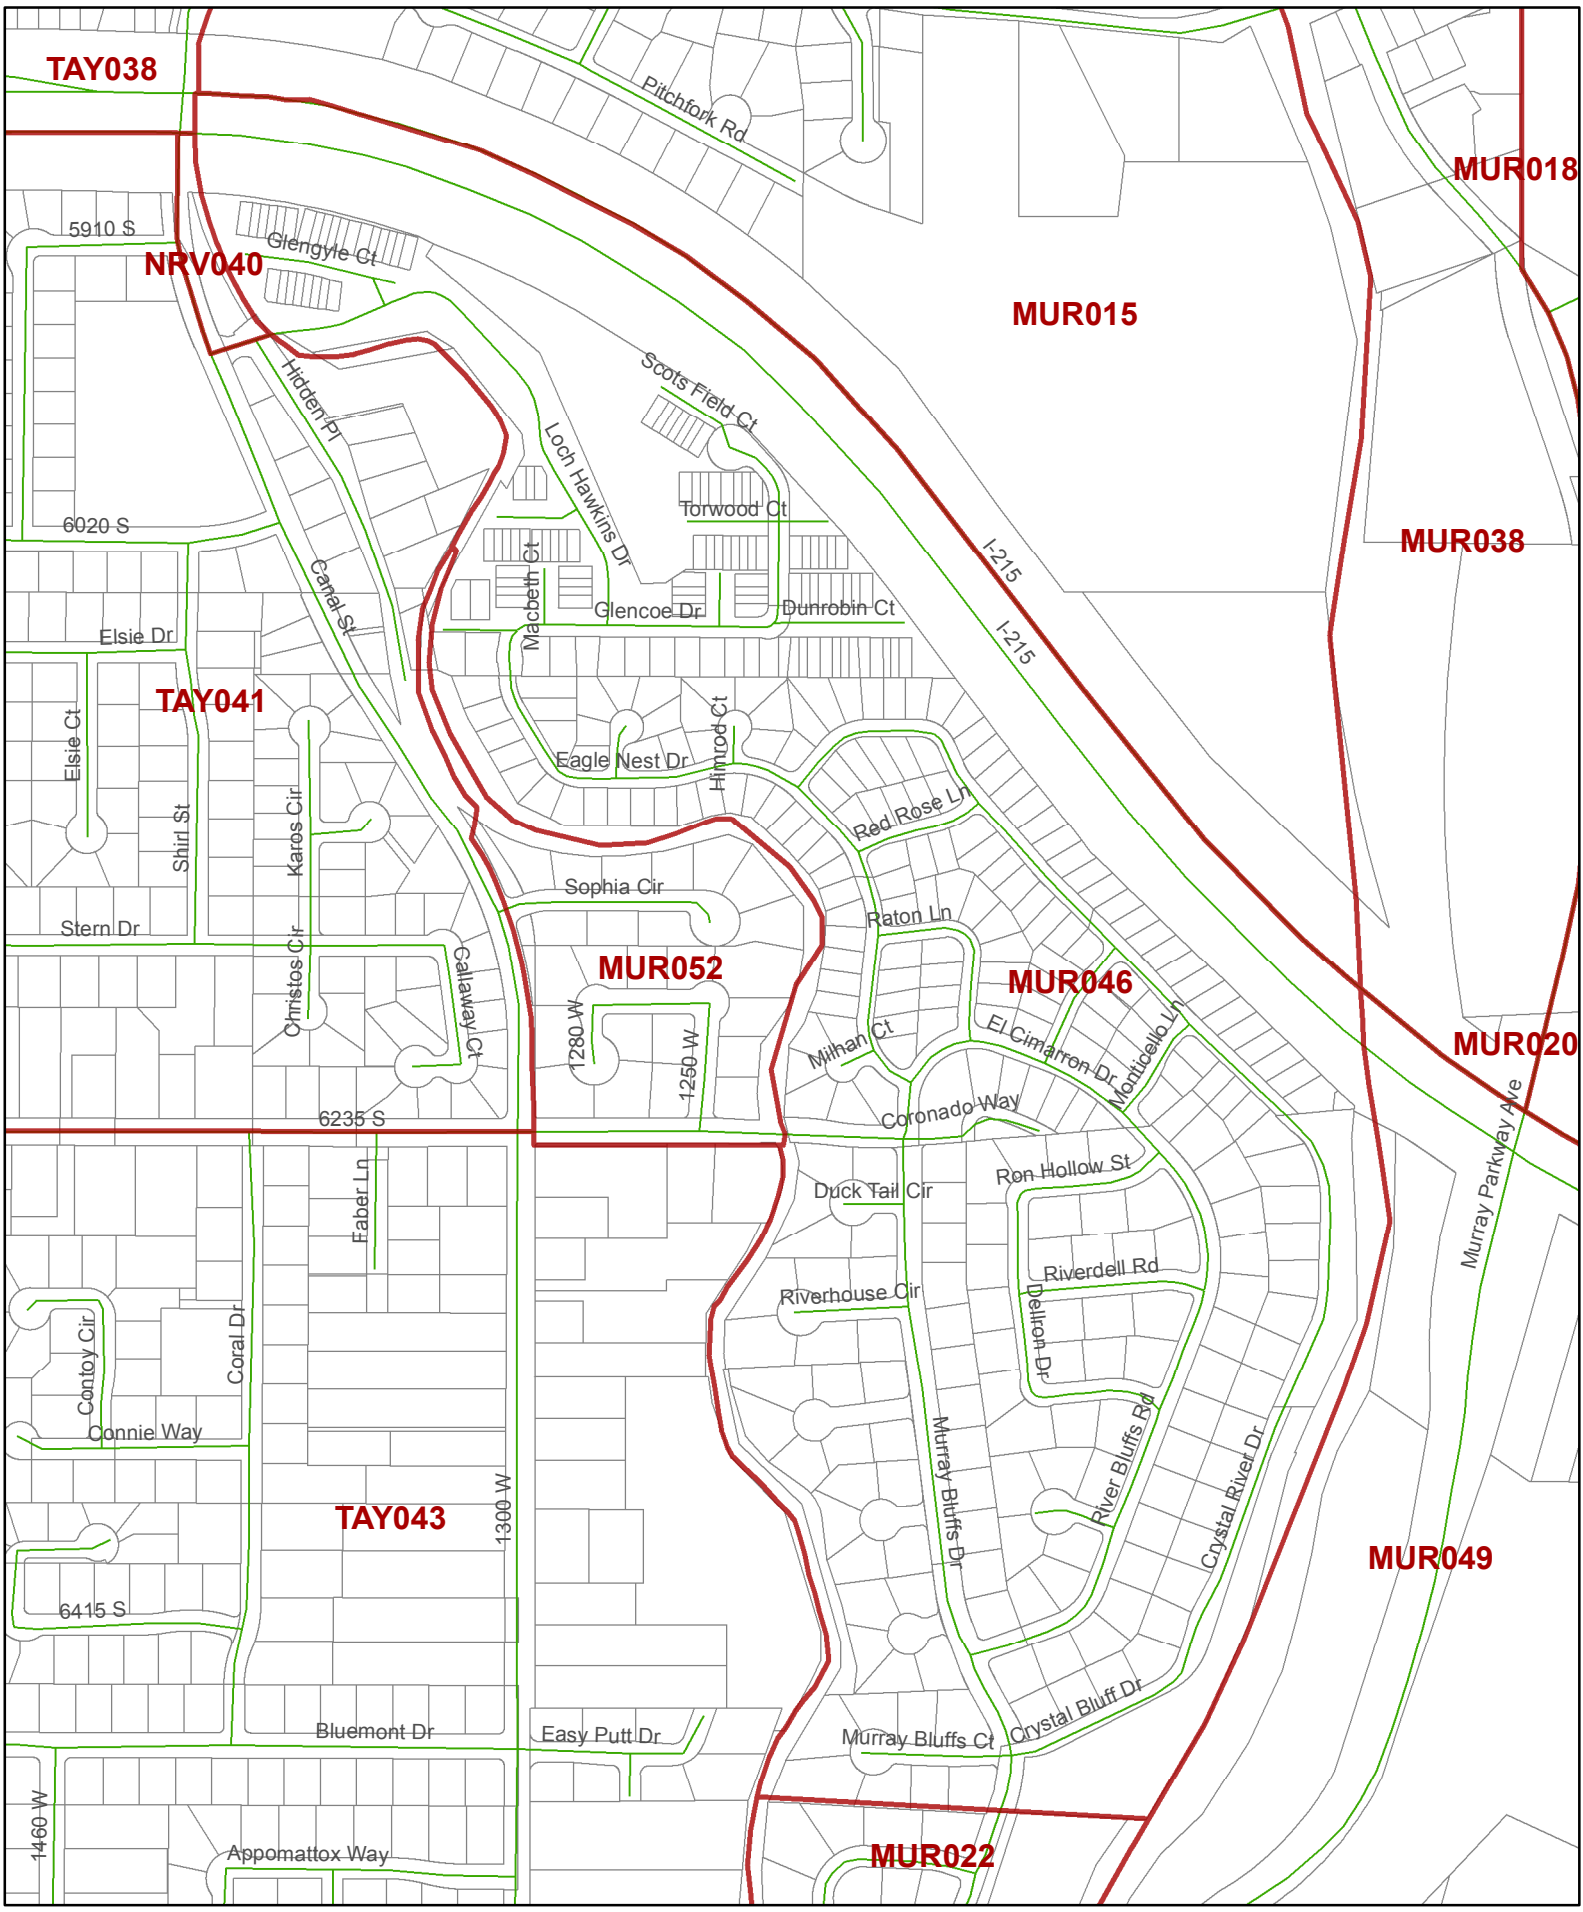 TAY038
Pitchfork Rd
MUR018
5910 S
Glengyle Ct
NRV040
MUR015
Scots Field Ct
Hidden Pl
Loch Hawkins Dr
Torwood Ct
6020 S
I-215
MUR038
Canal St
Macbeth Ct
Glencoe Dr
Dunrobin Ct
Elsie Dr
I-215
TAY041
Elsie Ct
Himrod Ct
Eagle Nest Dr
Shirl St
Karos Cir
Red Rose Ln
Sophia Cir
Raton Ln
Stern Dr
Christos Cir
Callaway Ct
MUR052
MUR046
1280 W
1250 W
Milhan Ct
El Cimarron Dr
Monticello Ln
MUR020
Coronado Way
6235 S
Murray Parkway Ave
Faber Ln
Ron Hollow St
Duck Tail Cir
Riverdell Rd
Riverhouse Cir
Dellron Dr
Contoy Cir
Coral Dr
Connie Way
Murray Bluffs Dr
River Bluffs Rd
Crystal River Dr
1300 W
TAY043
MUR049
6415 S
Bluemont Dr
Easy Putt Dr
Murray Bluffs Ct
Crystal Bluff Dr
1460 W
Appomattox Way
MUR022